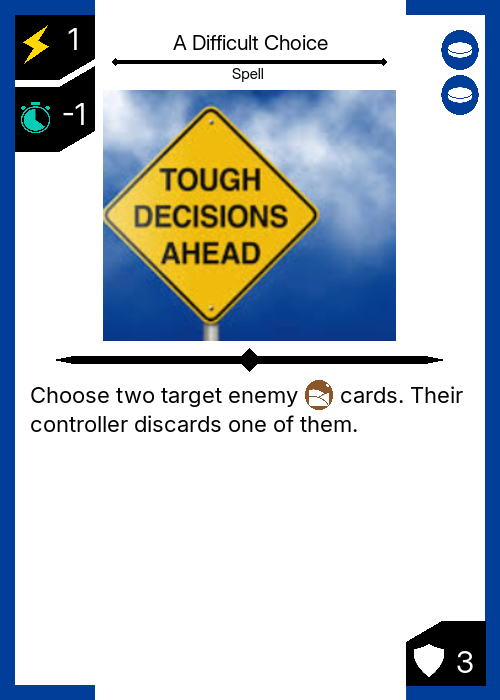 1
A Difficult Choice
Spell
-1
TOUGH
DECISIONS
AHEAD
Choose two target enemy cards. Their
controller discards one of them.
3